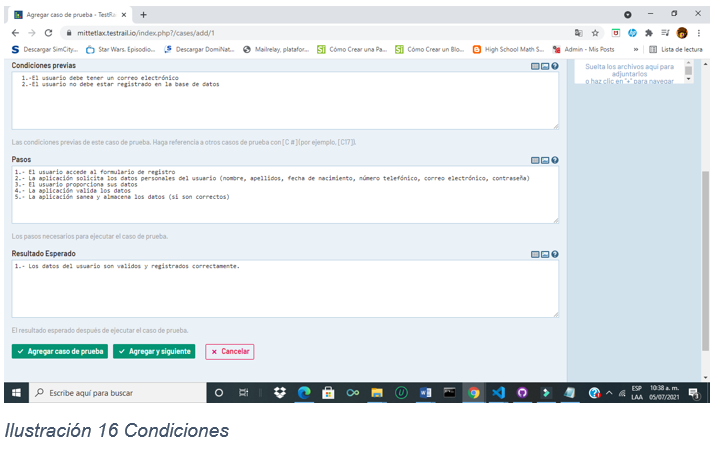 Agregar caso de prueba - TestRa
mittetlax.testrail.io/index.php?/cases/add/1
Descargar SimCity... Star Wars. Episodio... Descargar DomiNat... Mailrelay, platafor... Cómo Crear una Pa... Cómo Crear un Blo... High School Math S... Admin - Mis Posts » Lista de lectura
Condiciones previas
1.-El usuario debe tener un correo electrónico
2.-El usuario no debe estar registrado en la base de datos
Las condiciones previas de este caso de prueba. Haga referencia a otros casos de prueba con [C #] (por ejemplo, [C17]).
Suelta los archivos aquí para
adjuntarlos
o haz clic en "+" para navegar
Pasos
1.- El usuario accede al formulario de registro
2.- La aplicación solicita los datos personales del usuario (nombre, apellidos, fecha de nacimiento, número telefónico, correo electrónico, contraseña)
3.- El usuario proporciona sus datos
4.- La aplicación valida los datos
5.- La aplicación sanea y almacena los datos (si son correctos)
Los pasos necesarios para ejecutar el caso de prueba.
Resultado Esperado
1.- Los datos del usuario son validos y registrados correctamente.
El resultado esperado después de ejecutar el caso de prueba.
Agregar caso de prueba Agregar y siguiente Cancelar
Escribe aquí para buscar
ESP 10:38 a. m.
LAA 05/07/2021
Ilustración 16 Condiciones